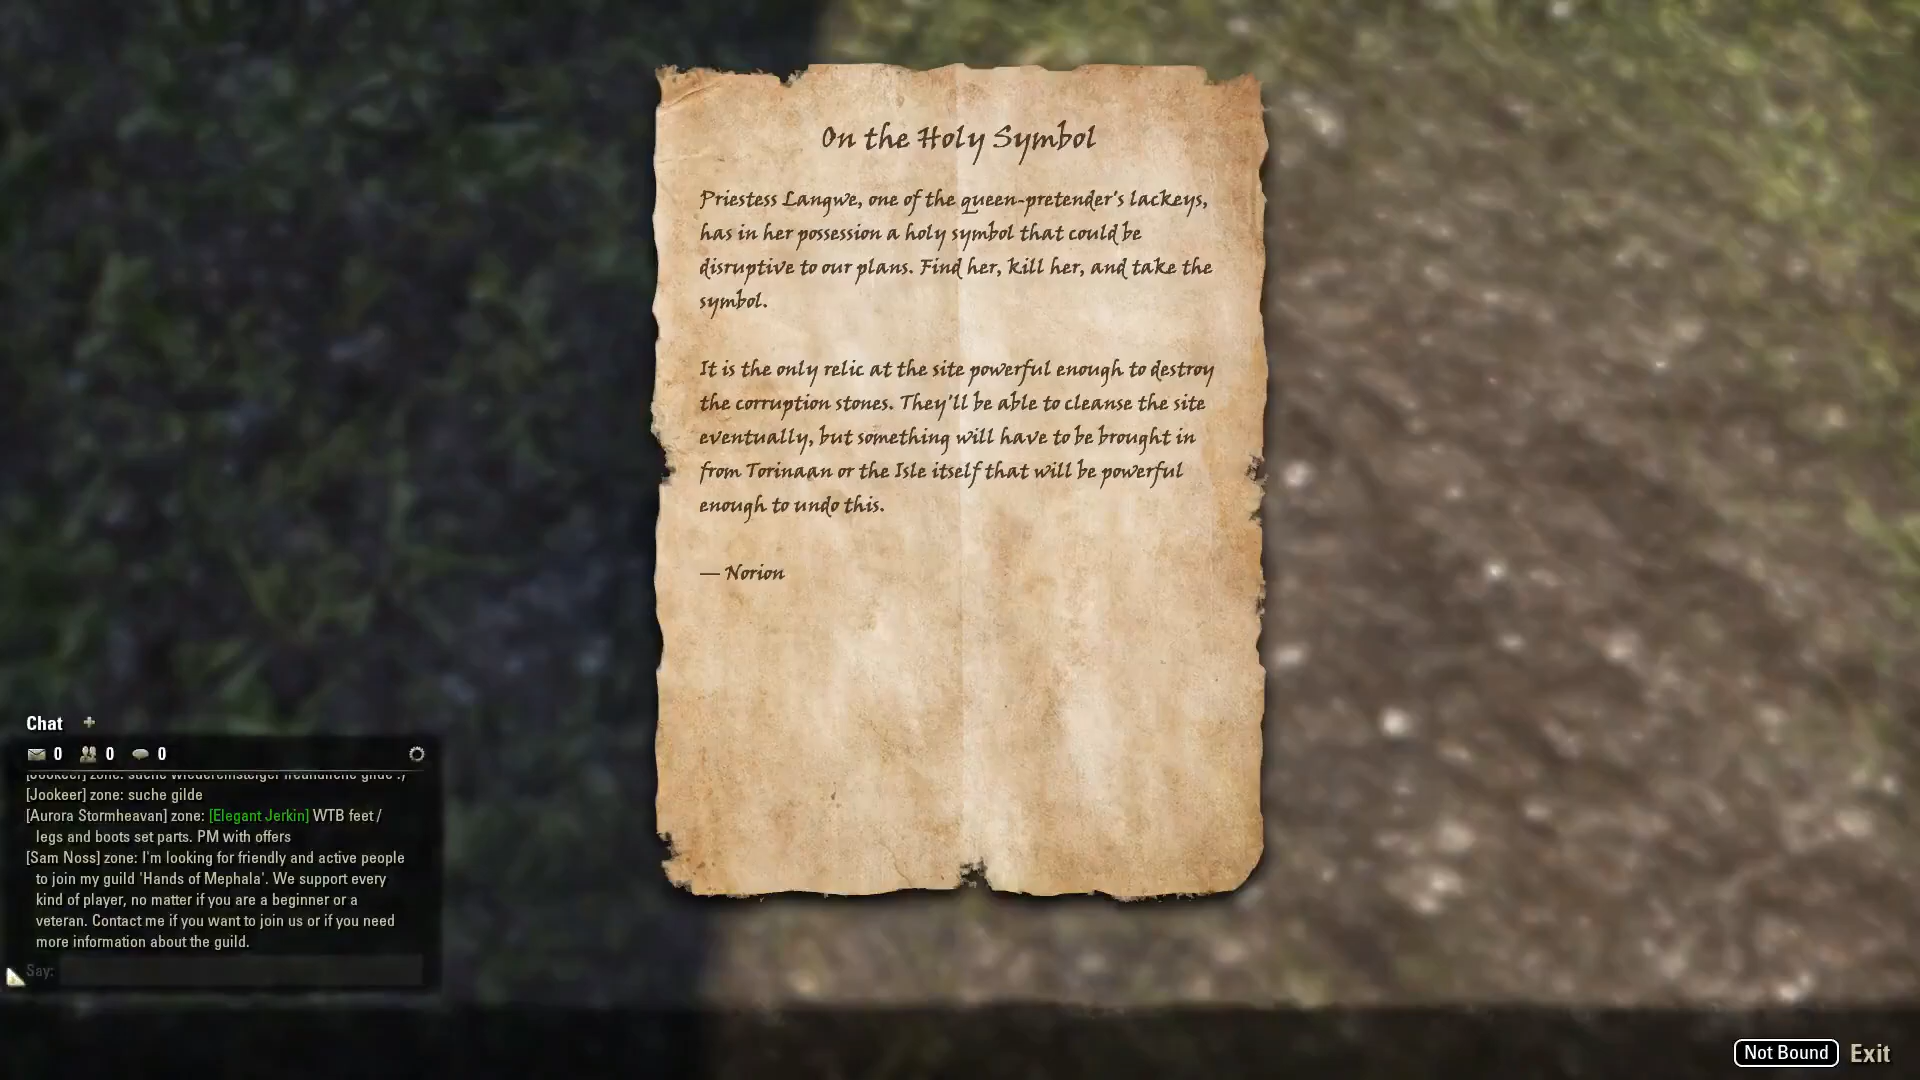 On the Holy Symbol
Priestess Langwe, one of the queen-pretender's lackeys,
has in her possession a holy symbol that could be
disruptive to our plans. Find her, kill her, and take the
symbol.
It is the only relic at the site powerful enough to destroy
the corruption stones. They'll be able to cleanse the site
eventually, but something will have to be brought in
from Torinaan or the Isle itself that will be powerful
enough to undo this.
— Norion
Chat
0 0 0
[Jookeer] zone: suche wiedereinsteiger freundliche gilde :)
[Jookeer] zone: suche gilde
[Aurora Stormheavan] zone: [Elegant Jerkin] WTB feet /
legs and boots set parts. PM with offers
[Sam Noss] zone: I'm looking for friendly and active people
to join my guild 'Hands of Mephala'. We support every
kind of player, no matter if you are a beginner or a
veteran. Contact me if you want to join us or if you need
more information about the guild.
Say:
Not Bound Exit